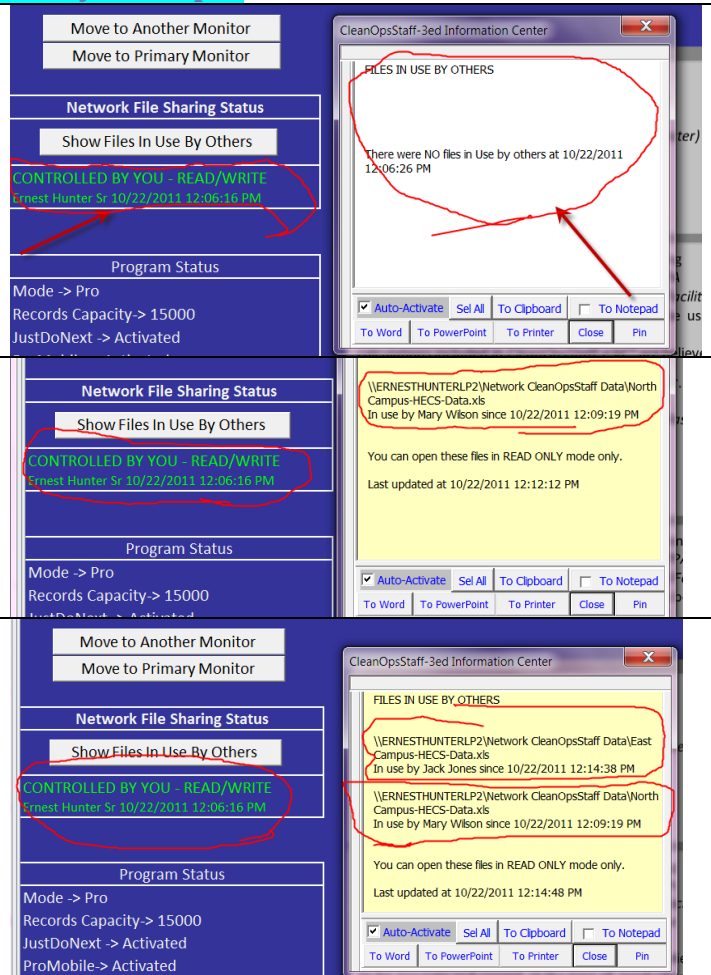 Move to Another Monitor
Move to Primary Monitor
Network File Sharing Status
Show Files In Use By Others
CONTROLLED BY YOU - READ/WRITE
Ernest Hunter Sr 10/22/2011 12:06:16 PM
Program Status
Mode -> Pro
Records Capacity-> 15000
JustDoNext -> Activated
CleanOpsStaff-3ed Information Center
FILES IN USE BY OTHERS
There were NO files in Use by others at 10/22/2011
12:06:26 PM
Auto-Activate Sel All To Clipboard To Notepad
To Word To PowerPoint To Printer Close Pin
Network File Sharing Status
Show Files In Use By Others
CONTROLLED BY YOU - READ/WRITE
Ernest Hunter Sr 10/22/2011 12:06:16 PM
Program Status
Mode -> Pro
Records Capacity-> 15000
\\ERNESTHUNTERLP2\Network CleanOpsStaff Data\North
Campus-HECS-Data.xls
In use by Mary Wilson since 10/22/2011 12:09:19 PM
You can open these files in READ ONLY mode only.
Last updated at 10/22/2011 12:12:12 PM
Auto-Activate Sel All To Clipboard To Notepad
To Word To PowerPoint To Printer Close Pin
Move to Another Monitor
Move to Primary Monitor
Network File Sharing Status
Show Files In Use By Others
CONTROLLED BY YOU - READ/WRITE
Ernest Hunter Sr 10/22/2011 12:06:16 PM
Program Status
Mode -> Pro
Records Capacity-> 15000
JustDoNext -> Activated
ProMobile-> Activated
CleanOpsStaff-3ed Information Center
FILES IN USE BY OTHERS
\\ERNESTHUNTERLP2\Network CleanOpsStaff Data\East
Campus-HECS-Data.xls
In use by Jack Jones since 10/22/2011 12:14:38 PM
\\ERNESTHUNTERLP2\Network CleanOpsStaff Data\North
Campus-HECS-Data.xls
In use by Mary Wilson since 10/22/2011 12:09:19 PM
You can open these files in READ ONLY mode only.
Last updated at 10/22/2011 12:14:48 PM
Auto-Activate Sel All To Clipboard To Notepad
To Word To PowerPoint To Printer Close Pin